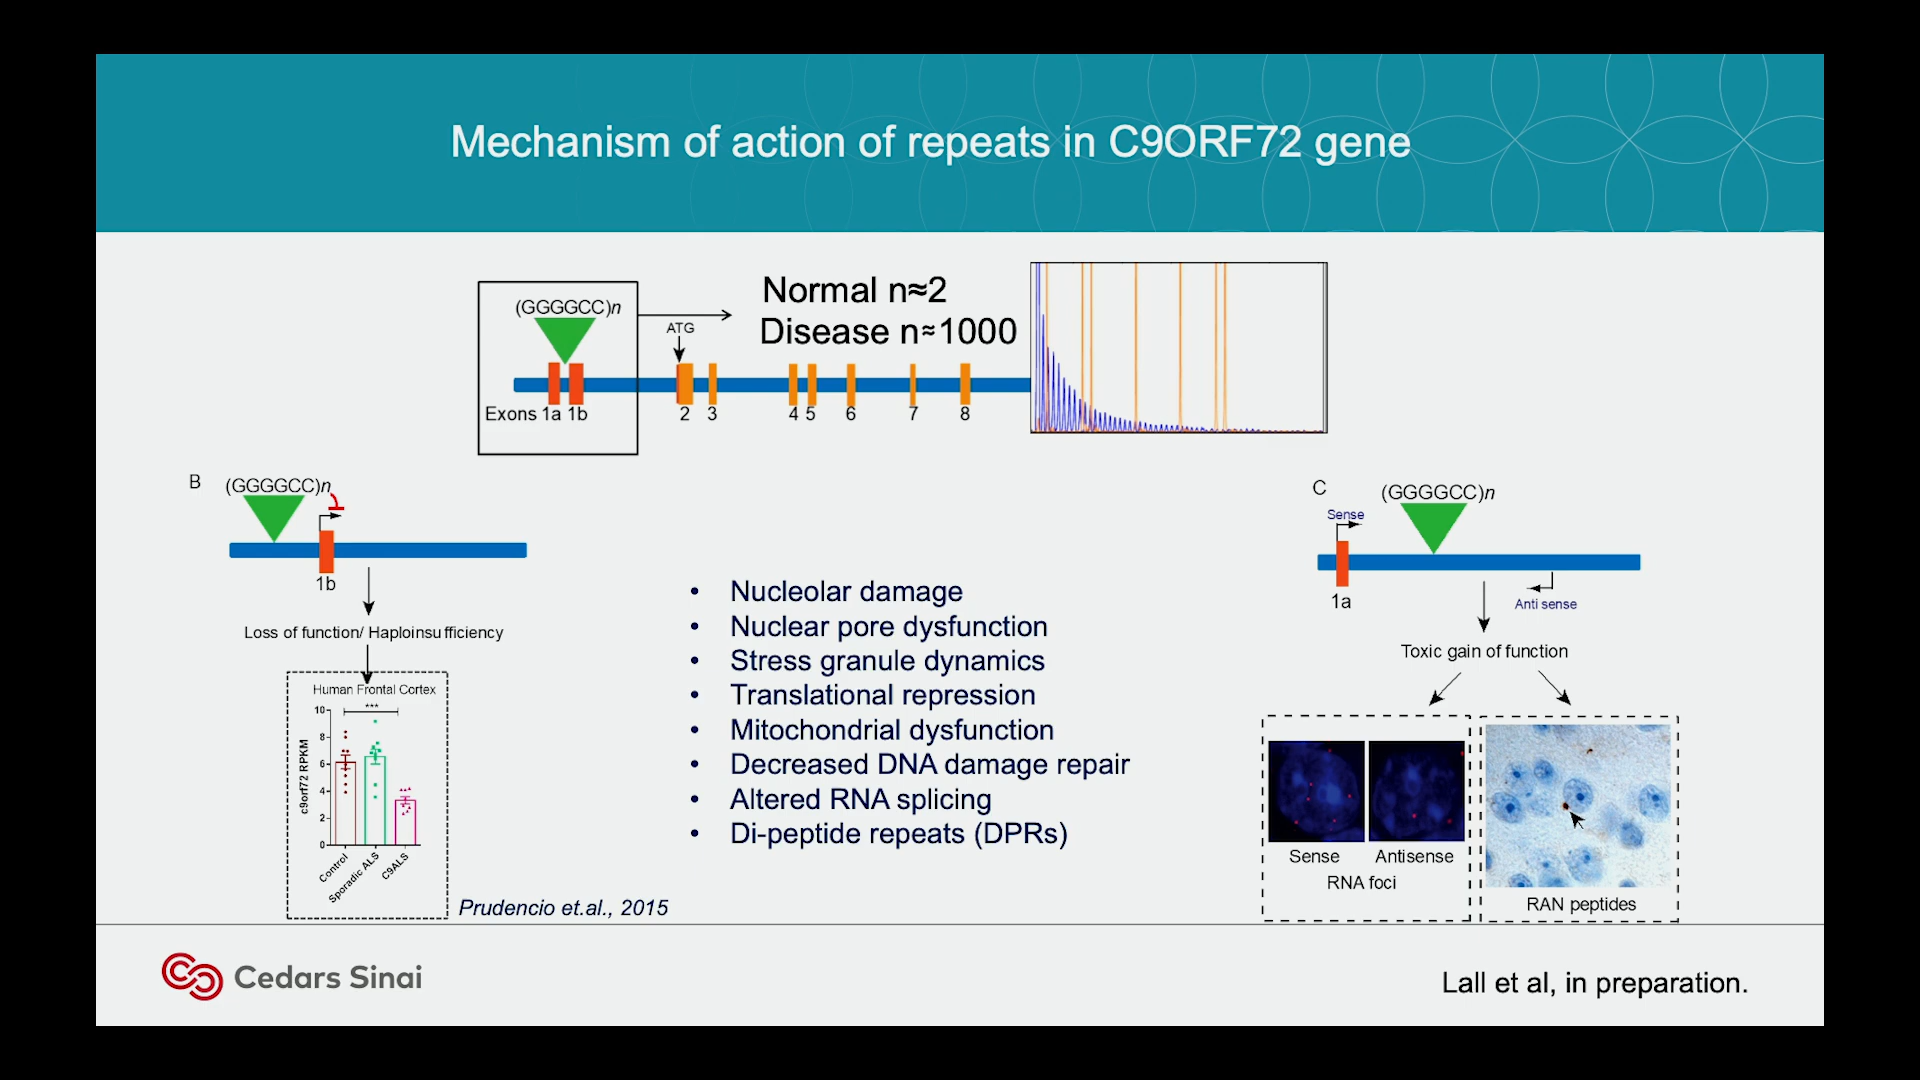 Mechanism of action of repeats in C9ORF72 gene
(GGGGCC)n
ATG
Normal n≈2
Disease n≈1000
Exons 1a 1b 2 3 4 5 6 7 8
B
(GGGGCC)n
1b
Loss of function/ Haploinsufficiency
Human Frontal Cortex
***
10
8
6
4
2
0
c9orf72 RPKM
Control
Sporadic ALS
C9ALS
Prudencio et.al., 2015
• Nucleolar damage
• Nuclear pore dysfunction
• Stress granule dynamics
• Translational repression
• Mitochondrial dysfunction
• Decreased DNA damage repair
• Altered RNA splicing
• Di-peptide repeats (DPRs)
C
(GGGGCC)n
Sense
1a
Anti sense
Toxic gain of function
Sense Antisense
RNA foci
RAN peptides
Cedars Sinai
Lall et al, in preparation.